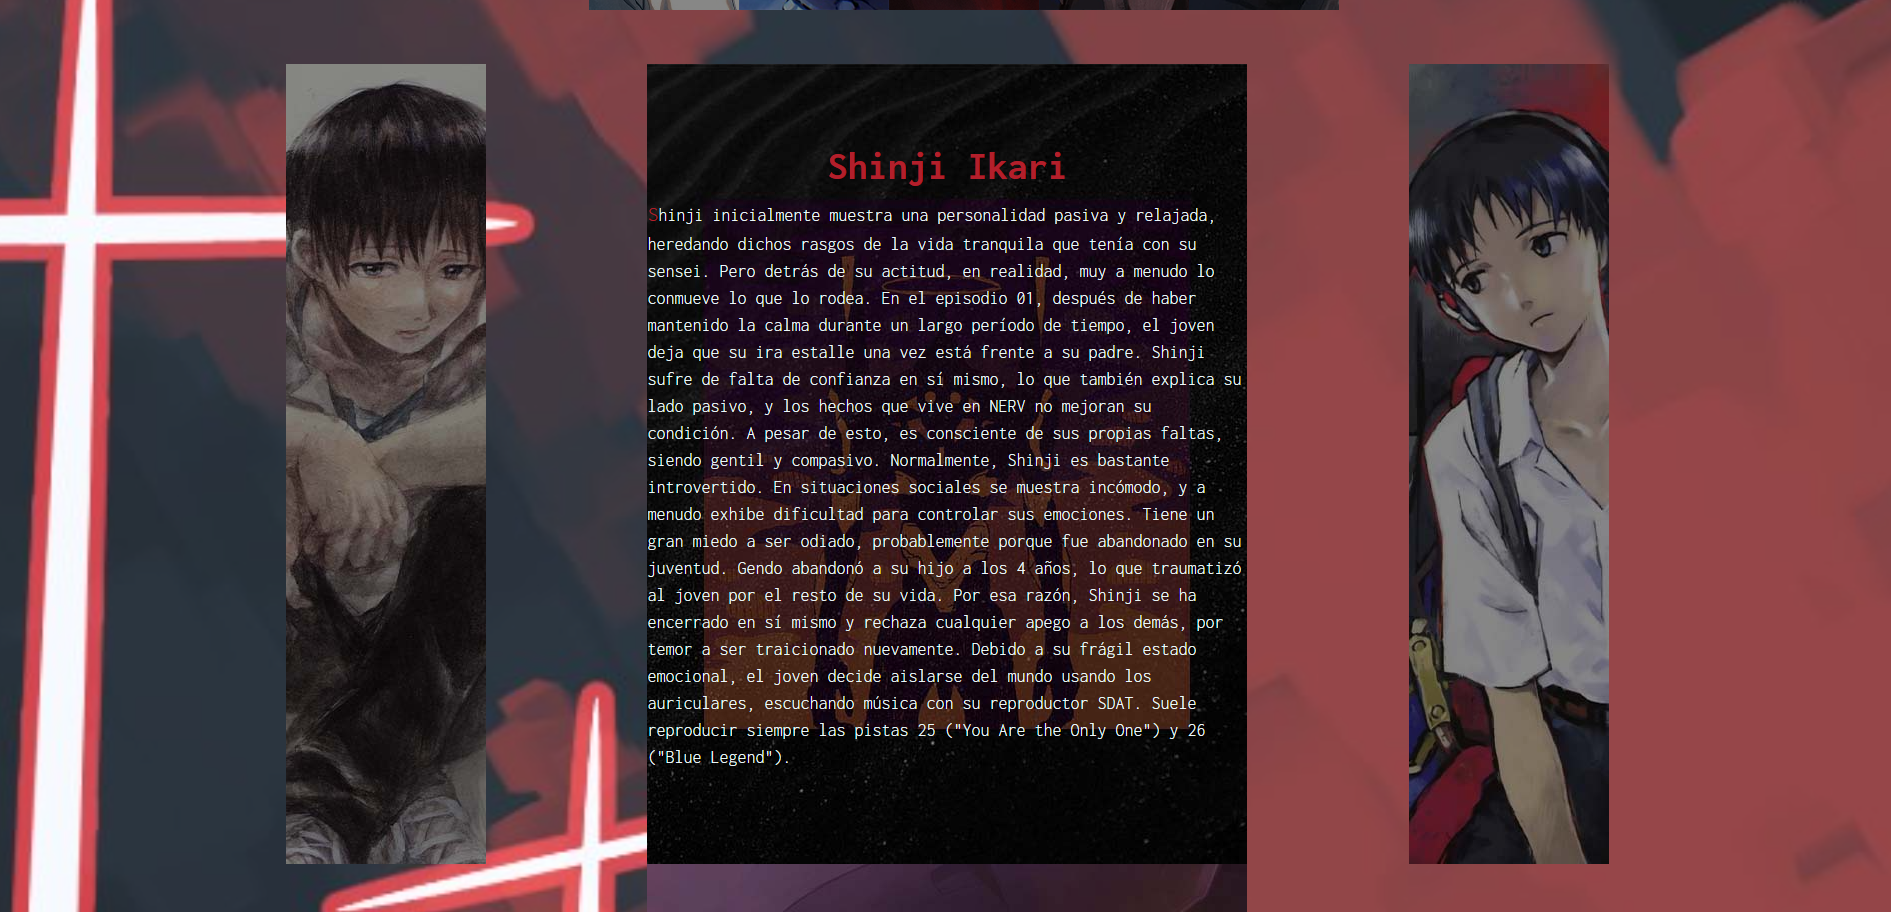 Shinji Ikari
Shinji inicialmente muestra una personalidad pasiva y relajada,
heredando dichos rasgos de la vida tranquila que tenía con su
sensei. Pero detrás de su actitud, en realidad, muy a menudo lo
conmueve lo que lo rodea. En el episodio 01, después de haber
mantenido la calma durante un largo período de tiempo, el joven
deja que su ira estalle una vez está frente a su padre. Shinji
sufre de falta de confianza en sí mismo, lo que también explica su
lado pasivo, y los hechos que vive en NERV no mejoran su
condición. A pesar de esto, es consciente de sus propias faltas,
siendo gentil y compasivo. Normalmente, Shinji es bastante
introvertido. En situaciones sociales se muestra incómodo, y a
menudo exhibe dificultad para controlar sus emociones. Tiene un
gran miedo a ser odiado, probablemente porque fue abandonado en su
juventud. Gendo abandonó a su hijo a los 4 años, lo que traumatizó
al joven por el resto de su vida. Por esa razón, Shinji se ha
encerrado en sí mismo y rechaza cualquier apego a los demás, por
temor a ser traicionado nuevamente. Debido a su frágil estado
emocional, el joven decide aislarse del mundo usando los
auriculares, escuchando música con su reproductor SDAT. Suele
reproducir siempre las pistas 25 ("You Are the Only One") y 26
("Blue Legend").